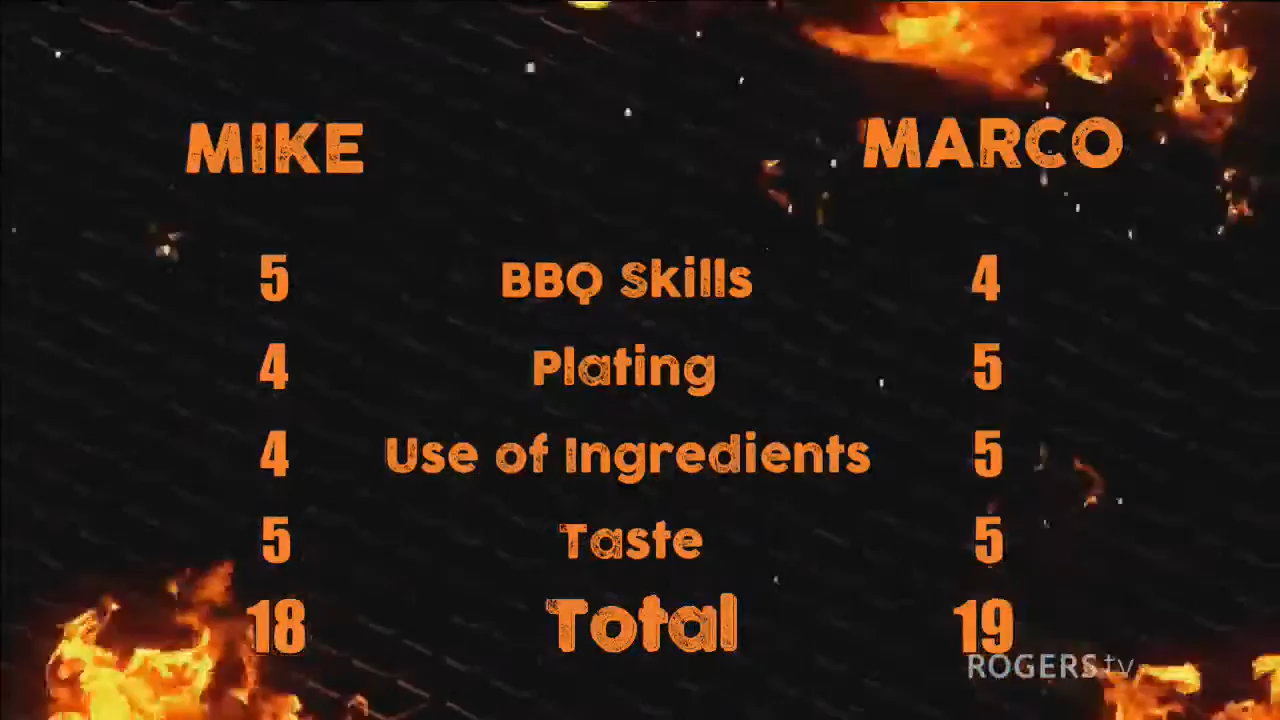 MIKE MARCO
5 BBQ Skills 4
4 Plating 5
4 Use of Ingredients 5
5 Taste 5
18 Total 19
ROGERS tv